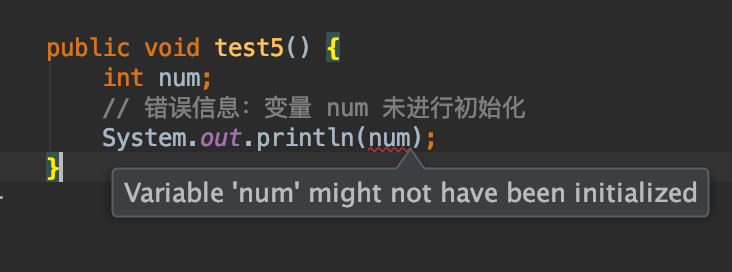 public void test5() {
int num;
// 错误信息：变量 num 未进行初始化
System.out.println(num);
}
Variable 'num' might not have been initialized